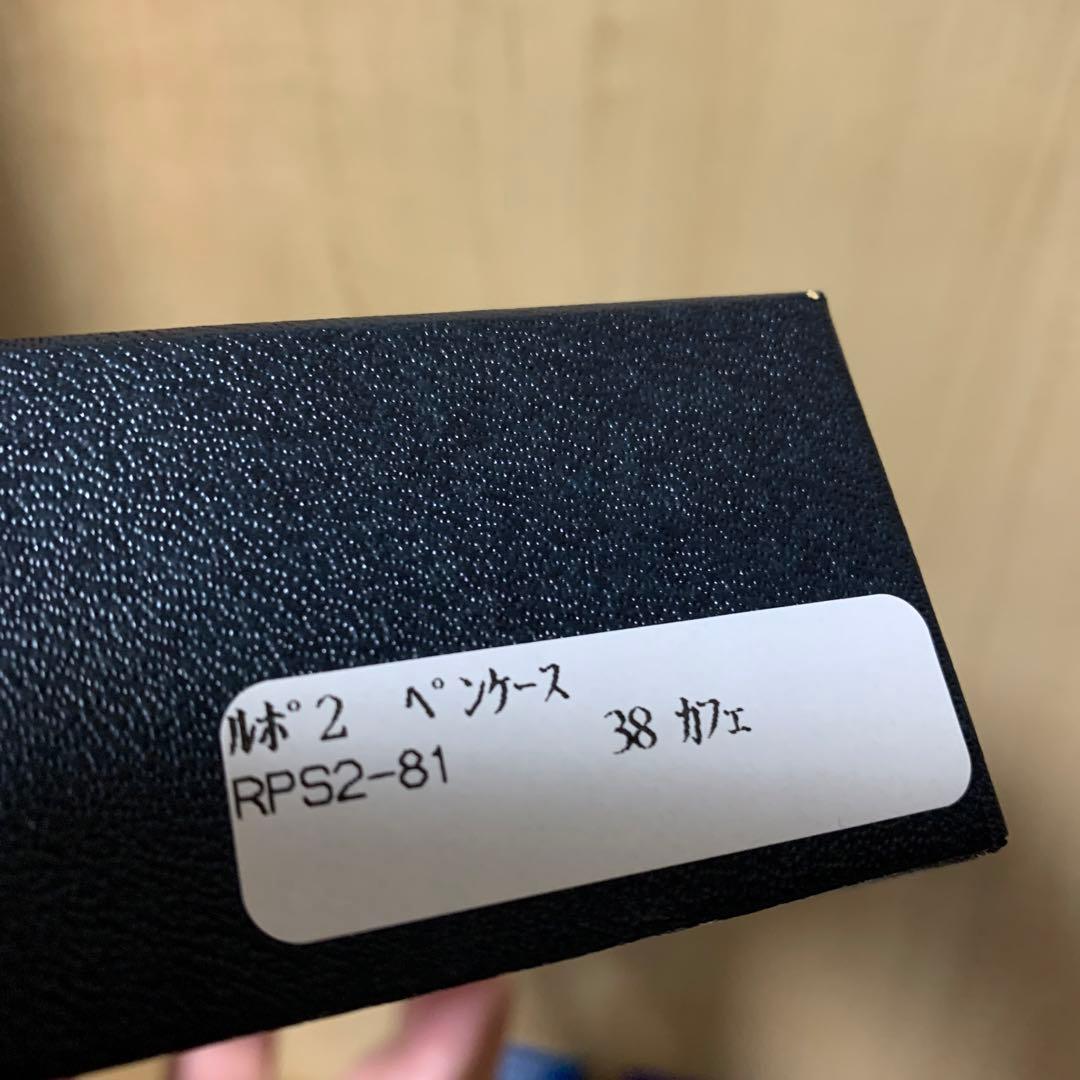 ﾙﾎﾟ2　ﾍﾟﾝｹｰｽ
RPS2-81　38 ｶﾌｪ